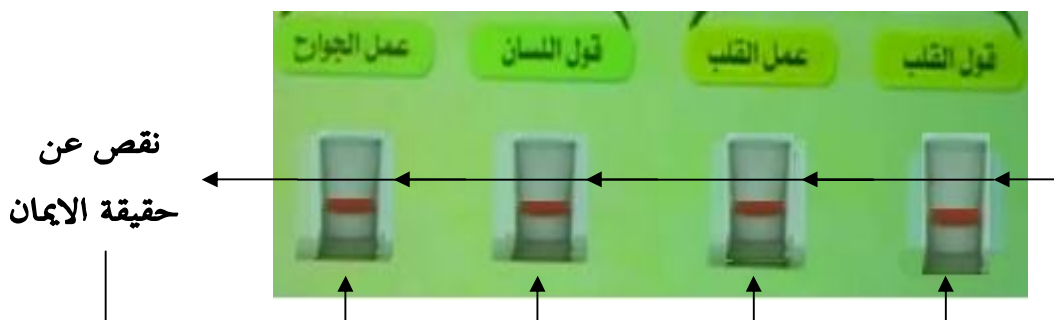 قول القلب
عمل القلب
قول اللسان
عمل الجوارح
نقص عن
حقيقة الايمان